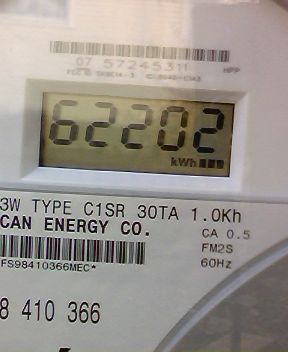 07 57245311
HPP
62202
kWh
3W TYPE C1SR 30TA 1.0Kh
CAN ENERGY CO.
CA 0.5
FM2S
60Hz
FS98410366MEC*
8 410 366